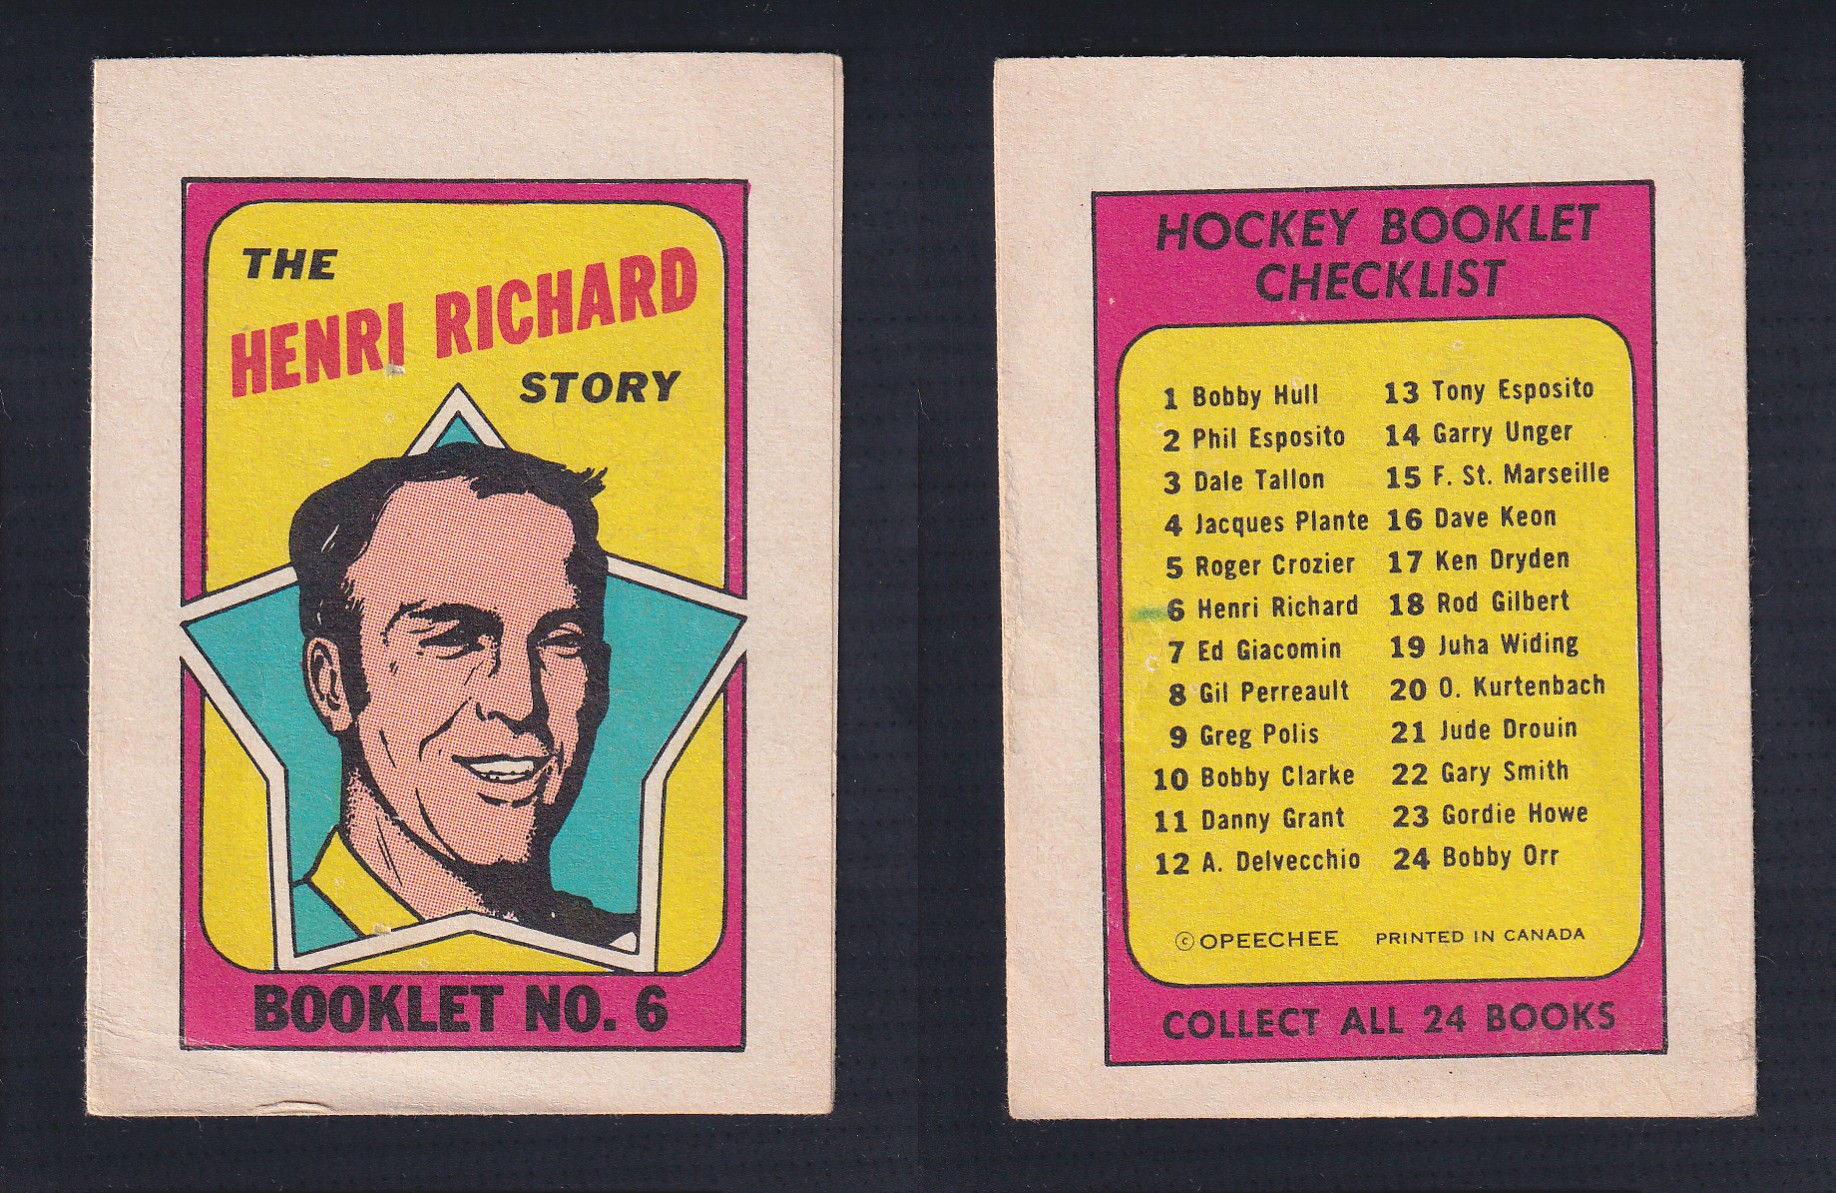 THE
HENRI RICHARD
STORY
BOOKLET NO. 6
HOCKEY BOOKLET
CHECKLIST
1 Bobby Hull
2 Phil Esposito
3 Dale Tallon
4 Jacques Plante
5 Roger Crozier
6 Henri Richard
7 Ed Giacomin
8 Gil Perreault
9 Greg Polis
10 Bobby Clarke
11 Danny Grant
12 A. Delvecchio
13 Tony Esposito
14 Garry Unger
15 F. St. Marseille
16 Dave Keon
17 Ken Dryden
18 Rod Gilbert
19 Juha Widing
20 O. Kurtenbach
21 Jude Drouin
22 Gary Smith
23 Gordie Howe
24 Bobby Orr
© OPEECHEE PRINTED IN CANADA
COLLECT ALL 24 BOOKS